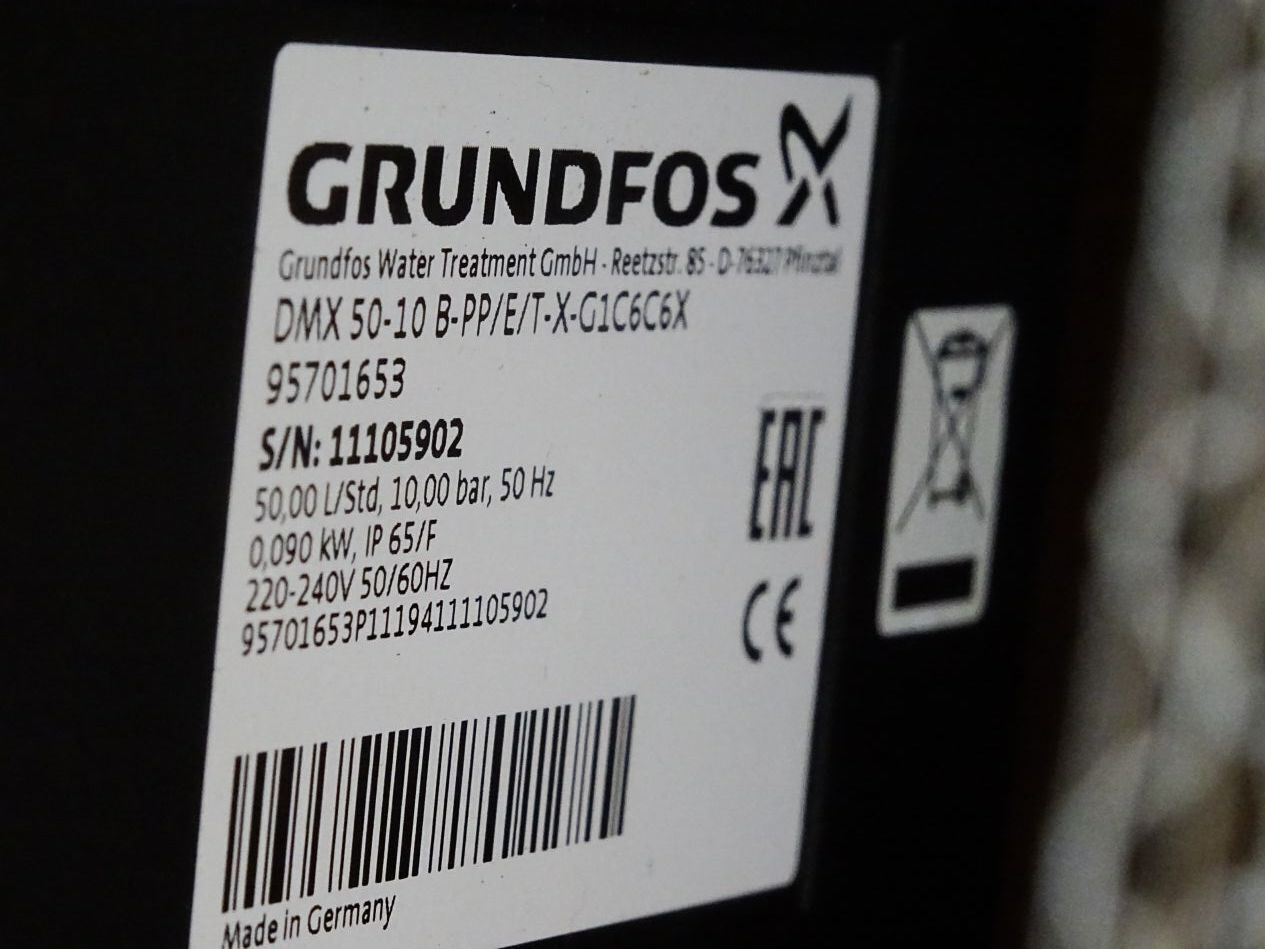 GRUNDFOS
Grundfos Water Treatment GmbH - Reetzstr. 85 - D-76327 Pfinztal
DMX 50-10 B-PP/E/T-X-G1C6C6X
95701653
S/N: 11105902
50,00 L/Std, 10,00 bar, 50 Hz
0,090 kW, IP 65/F
220-240V 50/60HZ
95701653P11194111105902
EAC
CE
Made in Germany